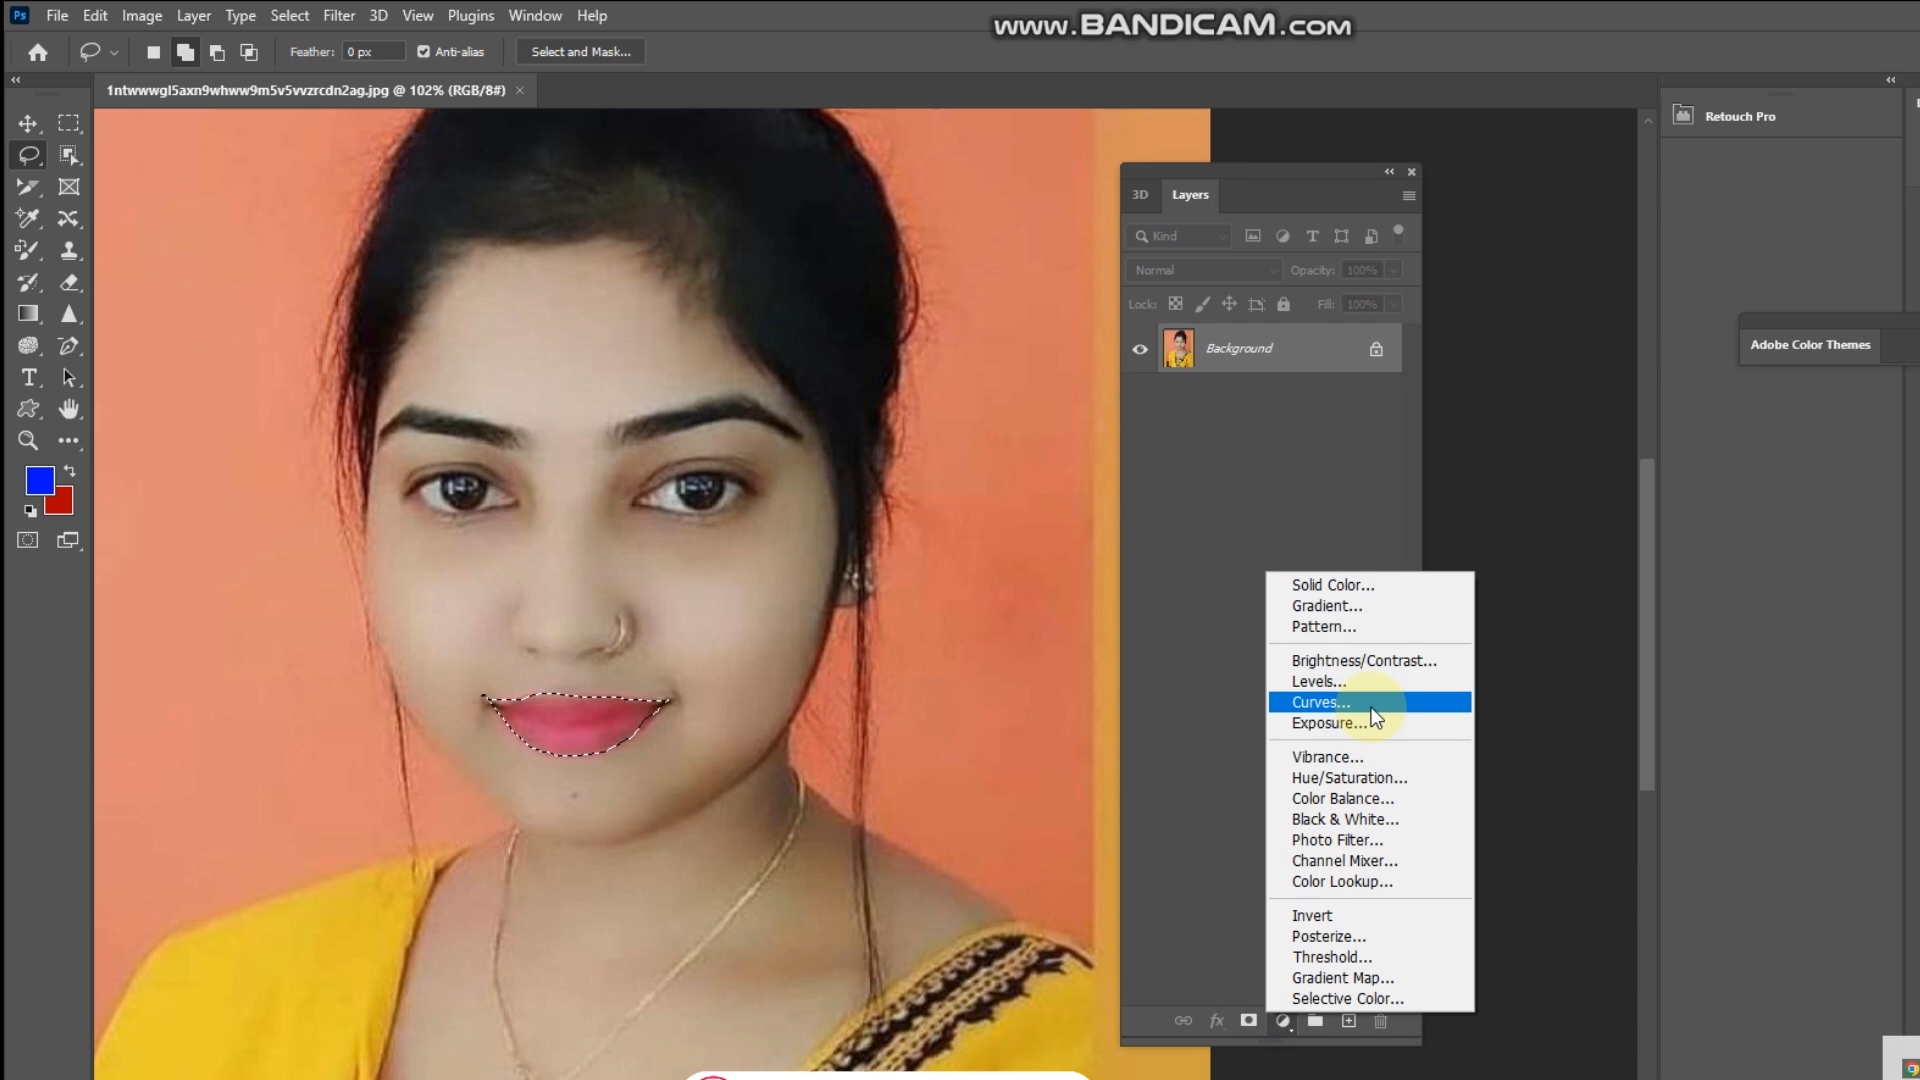 File Edit Image Layer Type Select Filter 3D View Plugins Window Help
www.BANDICAM.com
Feather: 0 px Anti-alias Select and Mask...
1ntwwwgl5axn9whww9m5v5vvzrcdn2ag.jpg @ 102% (RGB/8#)
Retouch Pro
3D Layers
Kind
Normal Opacity: 100%
Lock: Fill: 100%
Background
Adobe Color Themes
Solid Color...
Gradient...
Pattern...
Brightness/Contrast...
Levels...
Curves...
Exposure...
Vibrance...
Hue/Saturation...
Color Balance...
Black & White...
Photo Filter...
Channel Mixer...
Color Lookup...
Invert
Posterize...
Threshold...
Gradient Map...
Selective Color...
fx